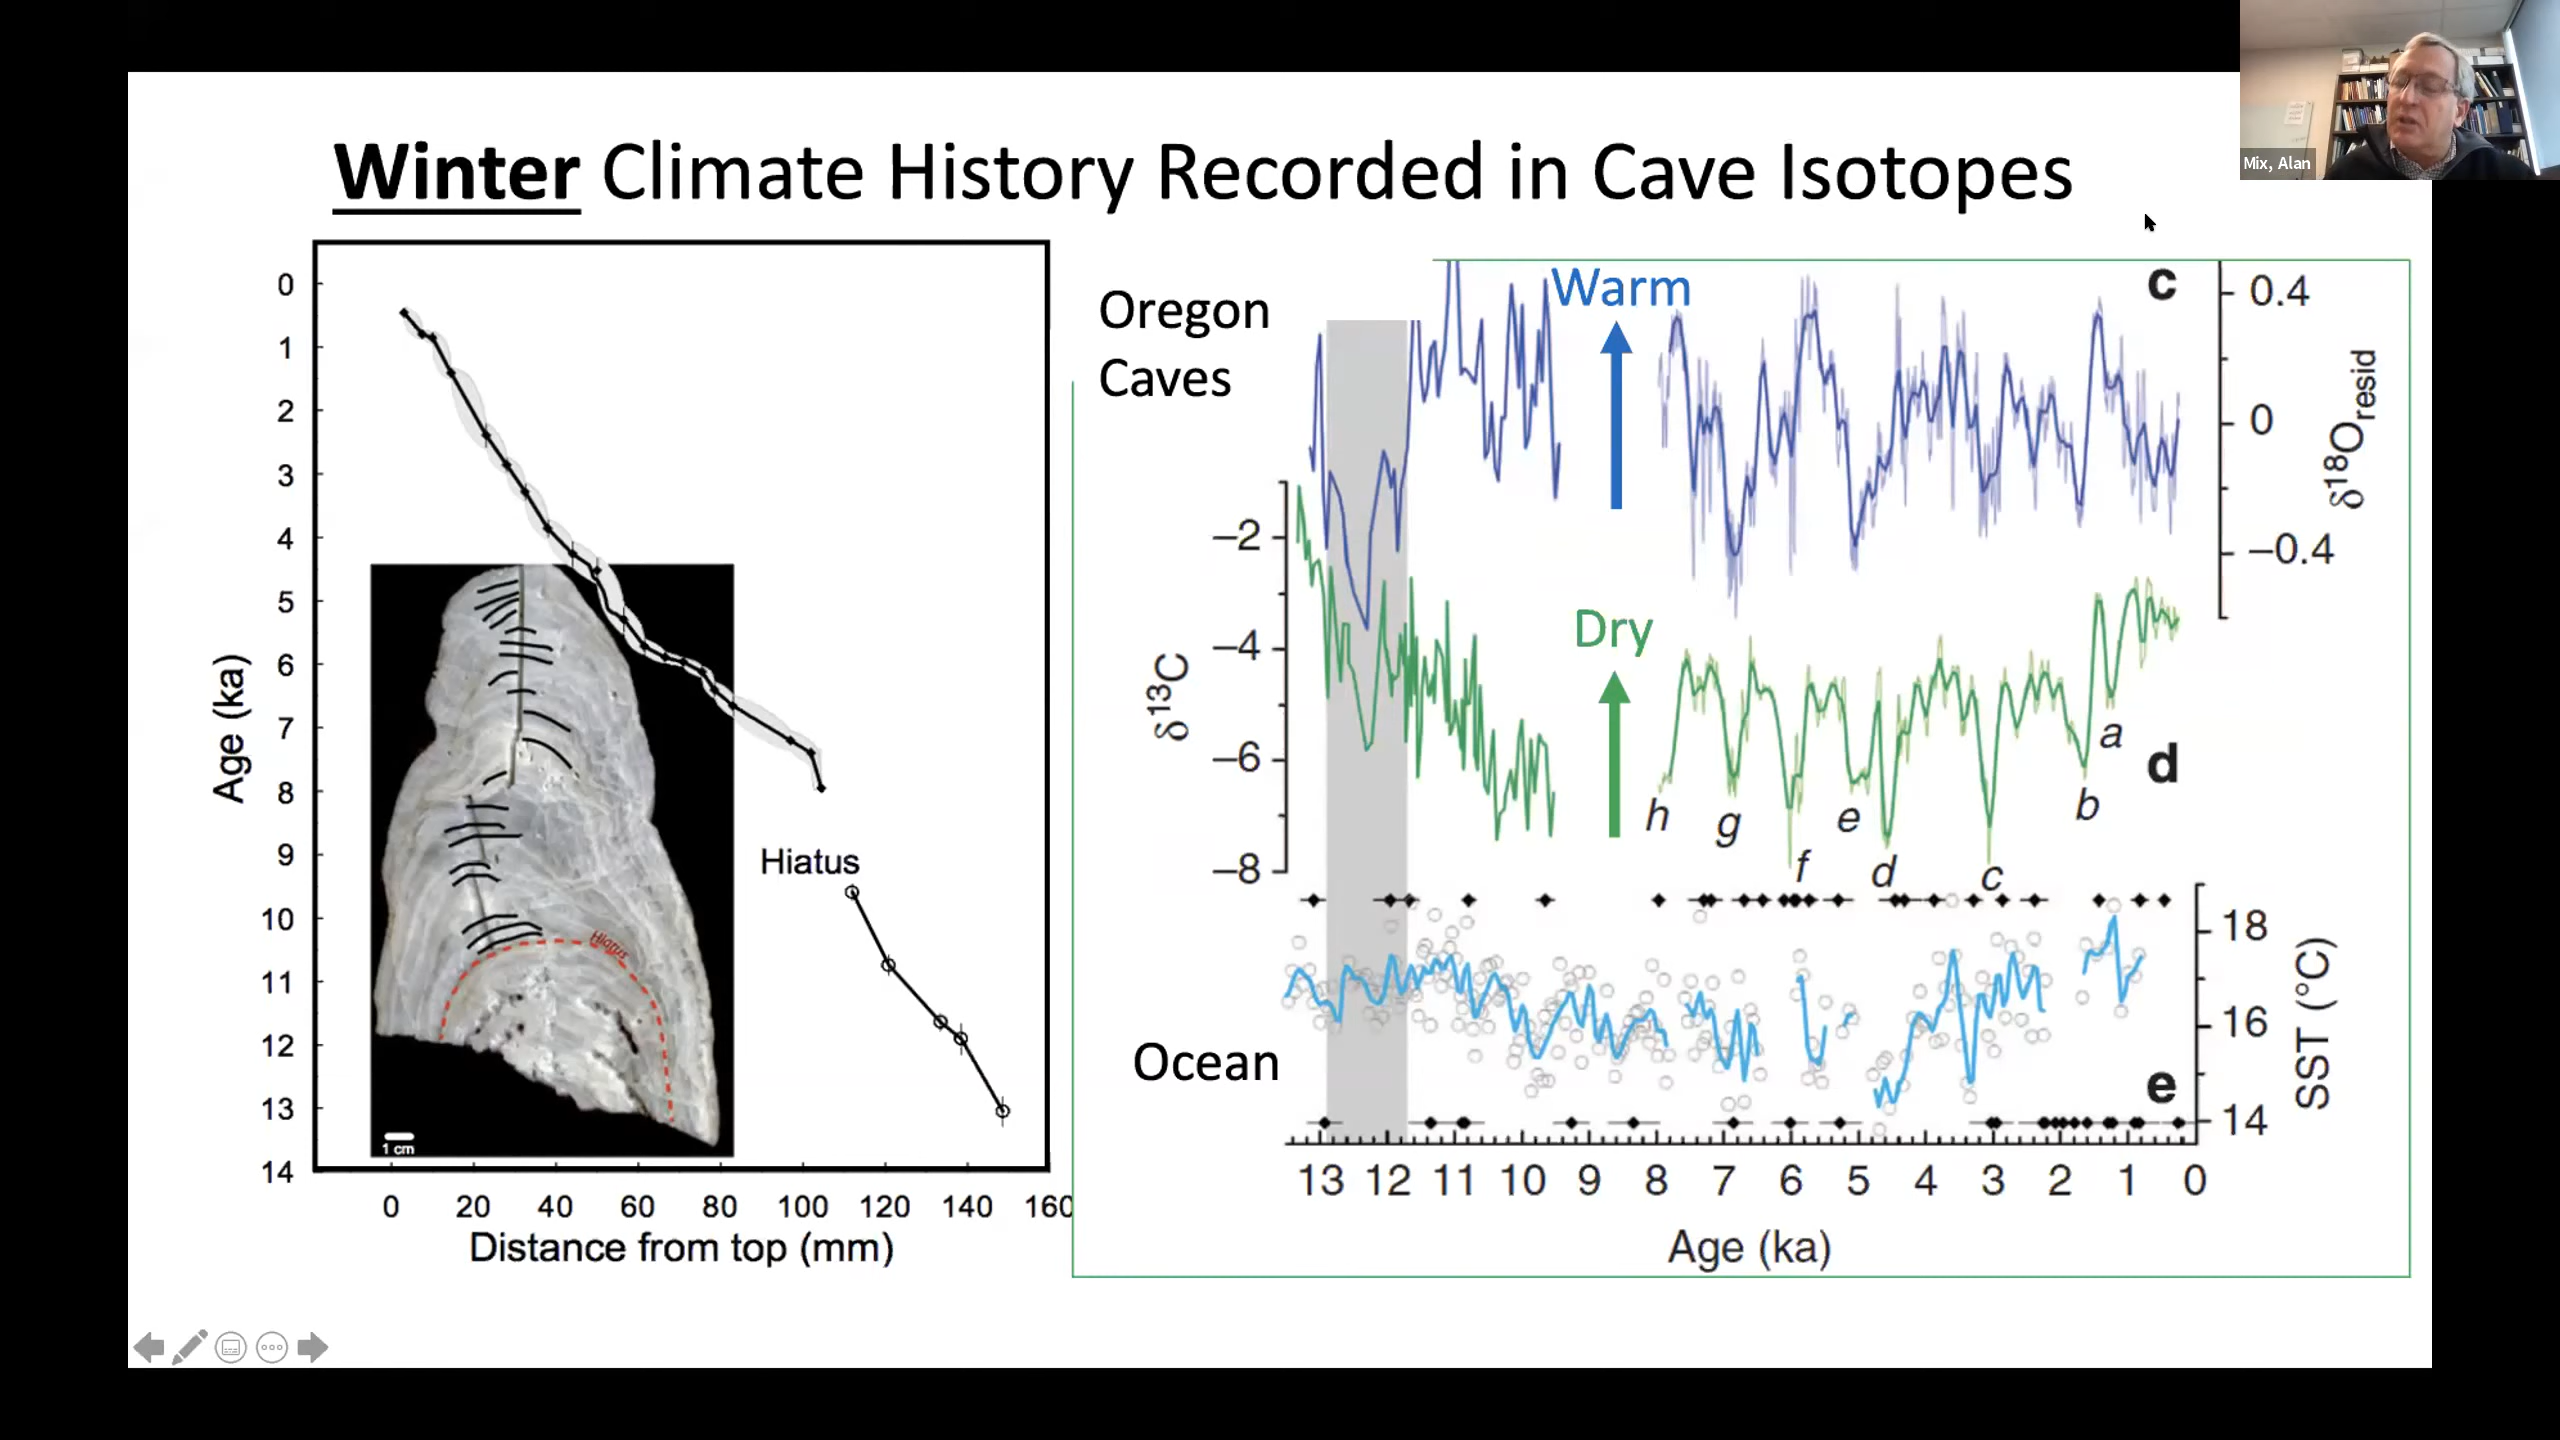 Mix, Alan
Winter Climate History Recorded in Cave Isotopes
0
1
2
3
4
5
6
7
8
9
10
11
12
13
14
Age (ka)
Hiatus
Hiatus
1 cm
0 20 40 60 80 100 120 140 160
Distance from top (mm)
Oregon
Caves
Warm
c
0.4
0
−0.4
δ18Oresid
−2
−4
−6
−8
δ13C
Dry
d
h g f e d c b a
Ocean
18
16
14
SST (°C)
e
13 12 11 10 9 8 7 6 5 4 3 2 1 0
Age (ka)